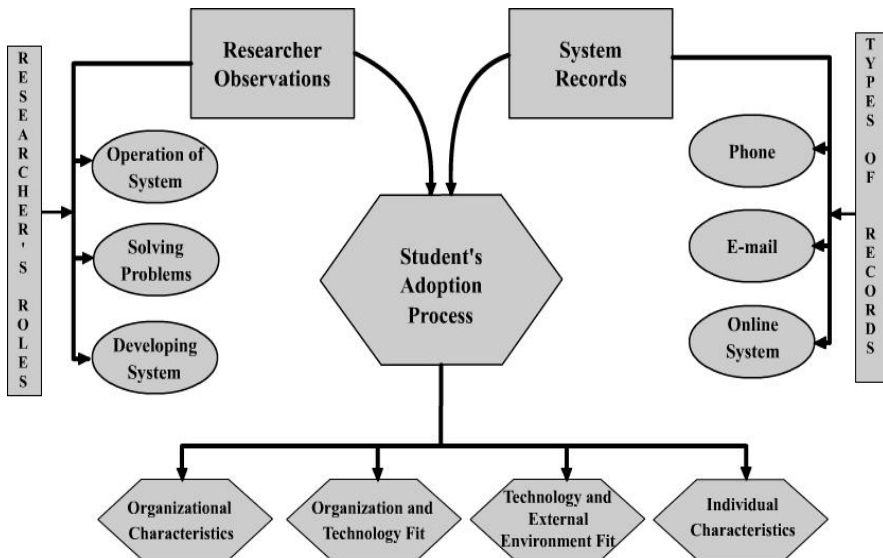 RESEARCHER'S ROLES
Researcher
Observations
System
Records
TYPES OF RECORDS
Operation of
System
Solving
Problems
Developing
System
Phone
E-mail
Online
System
Student's
Adoption
Process
Organizational
Characteristics
Organization and
Technology Fit
Technology and
External
Environment Fit
Individual
Characteristics